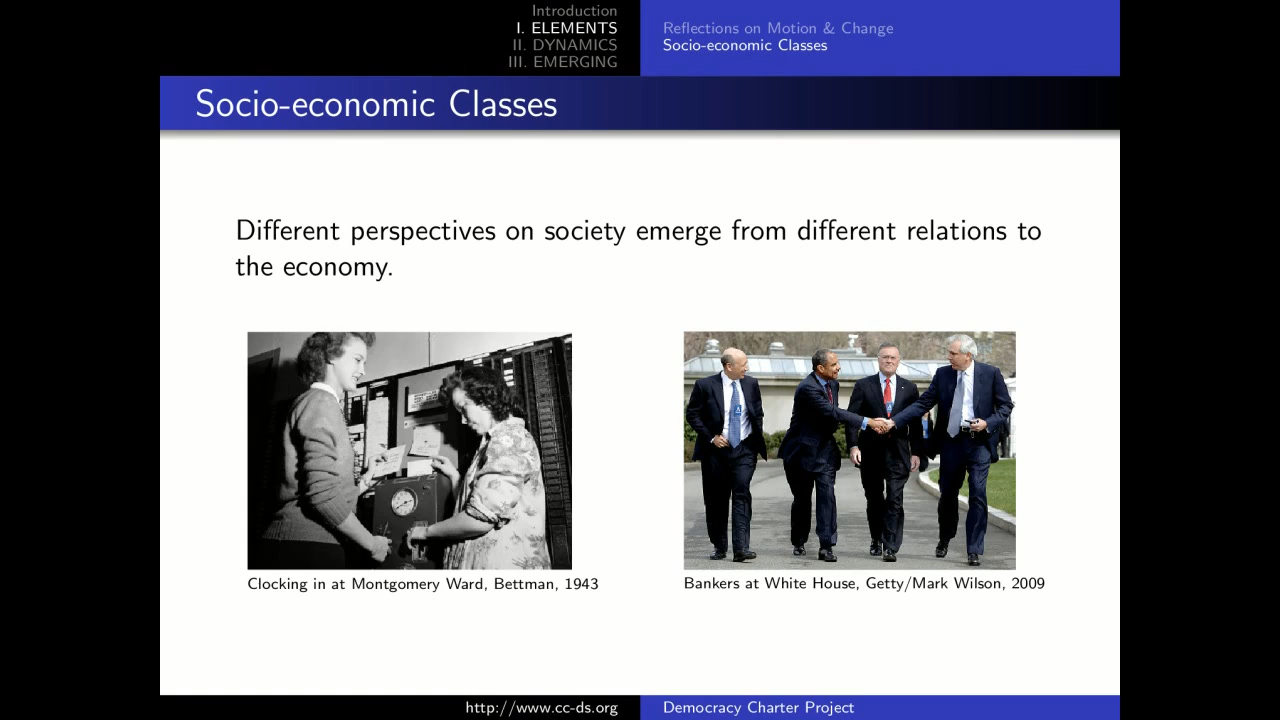 Introduction
I. ELEMENTS
II. DYNAMICS
III. EMERGING
Reflections on Motion & Change
Socio-economic Classes
Socio-economic Classes
Different perspectives on society emerge from different relations to
the economy.
Clocking in at Montgomery Ward, Bettman, 1943
Bankers at White House, Getty/Mark Wilson, 2009
http://www.cc-ds.org
Democracy Charter Project